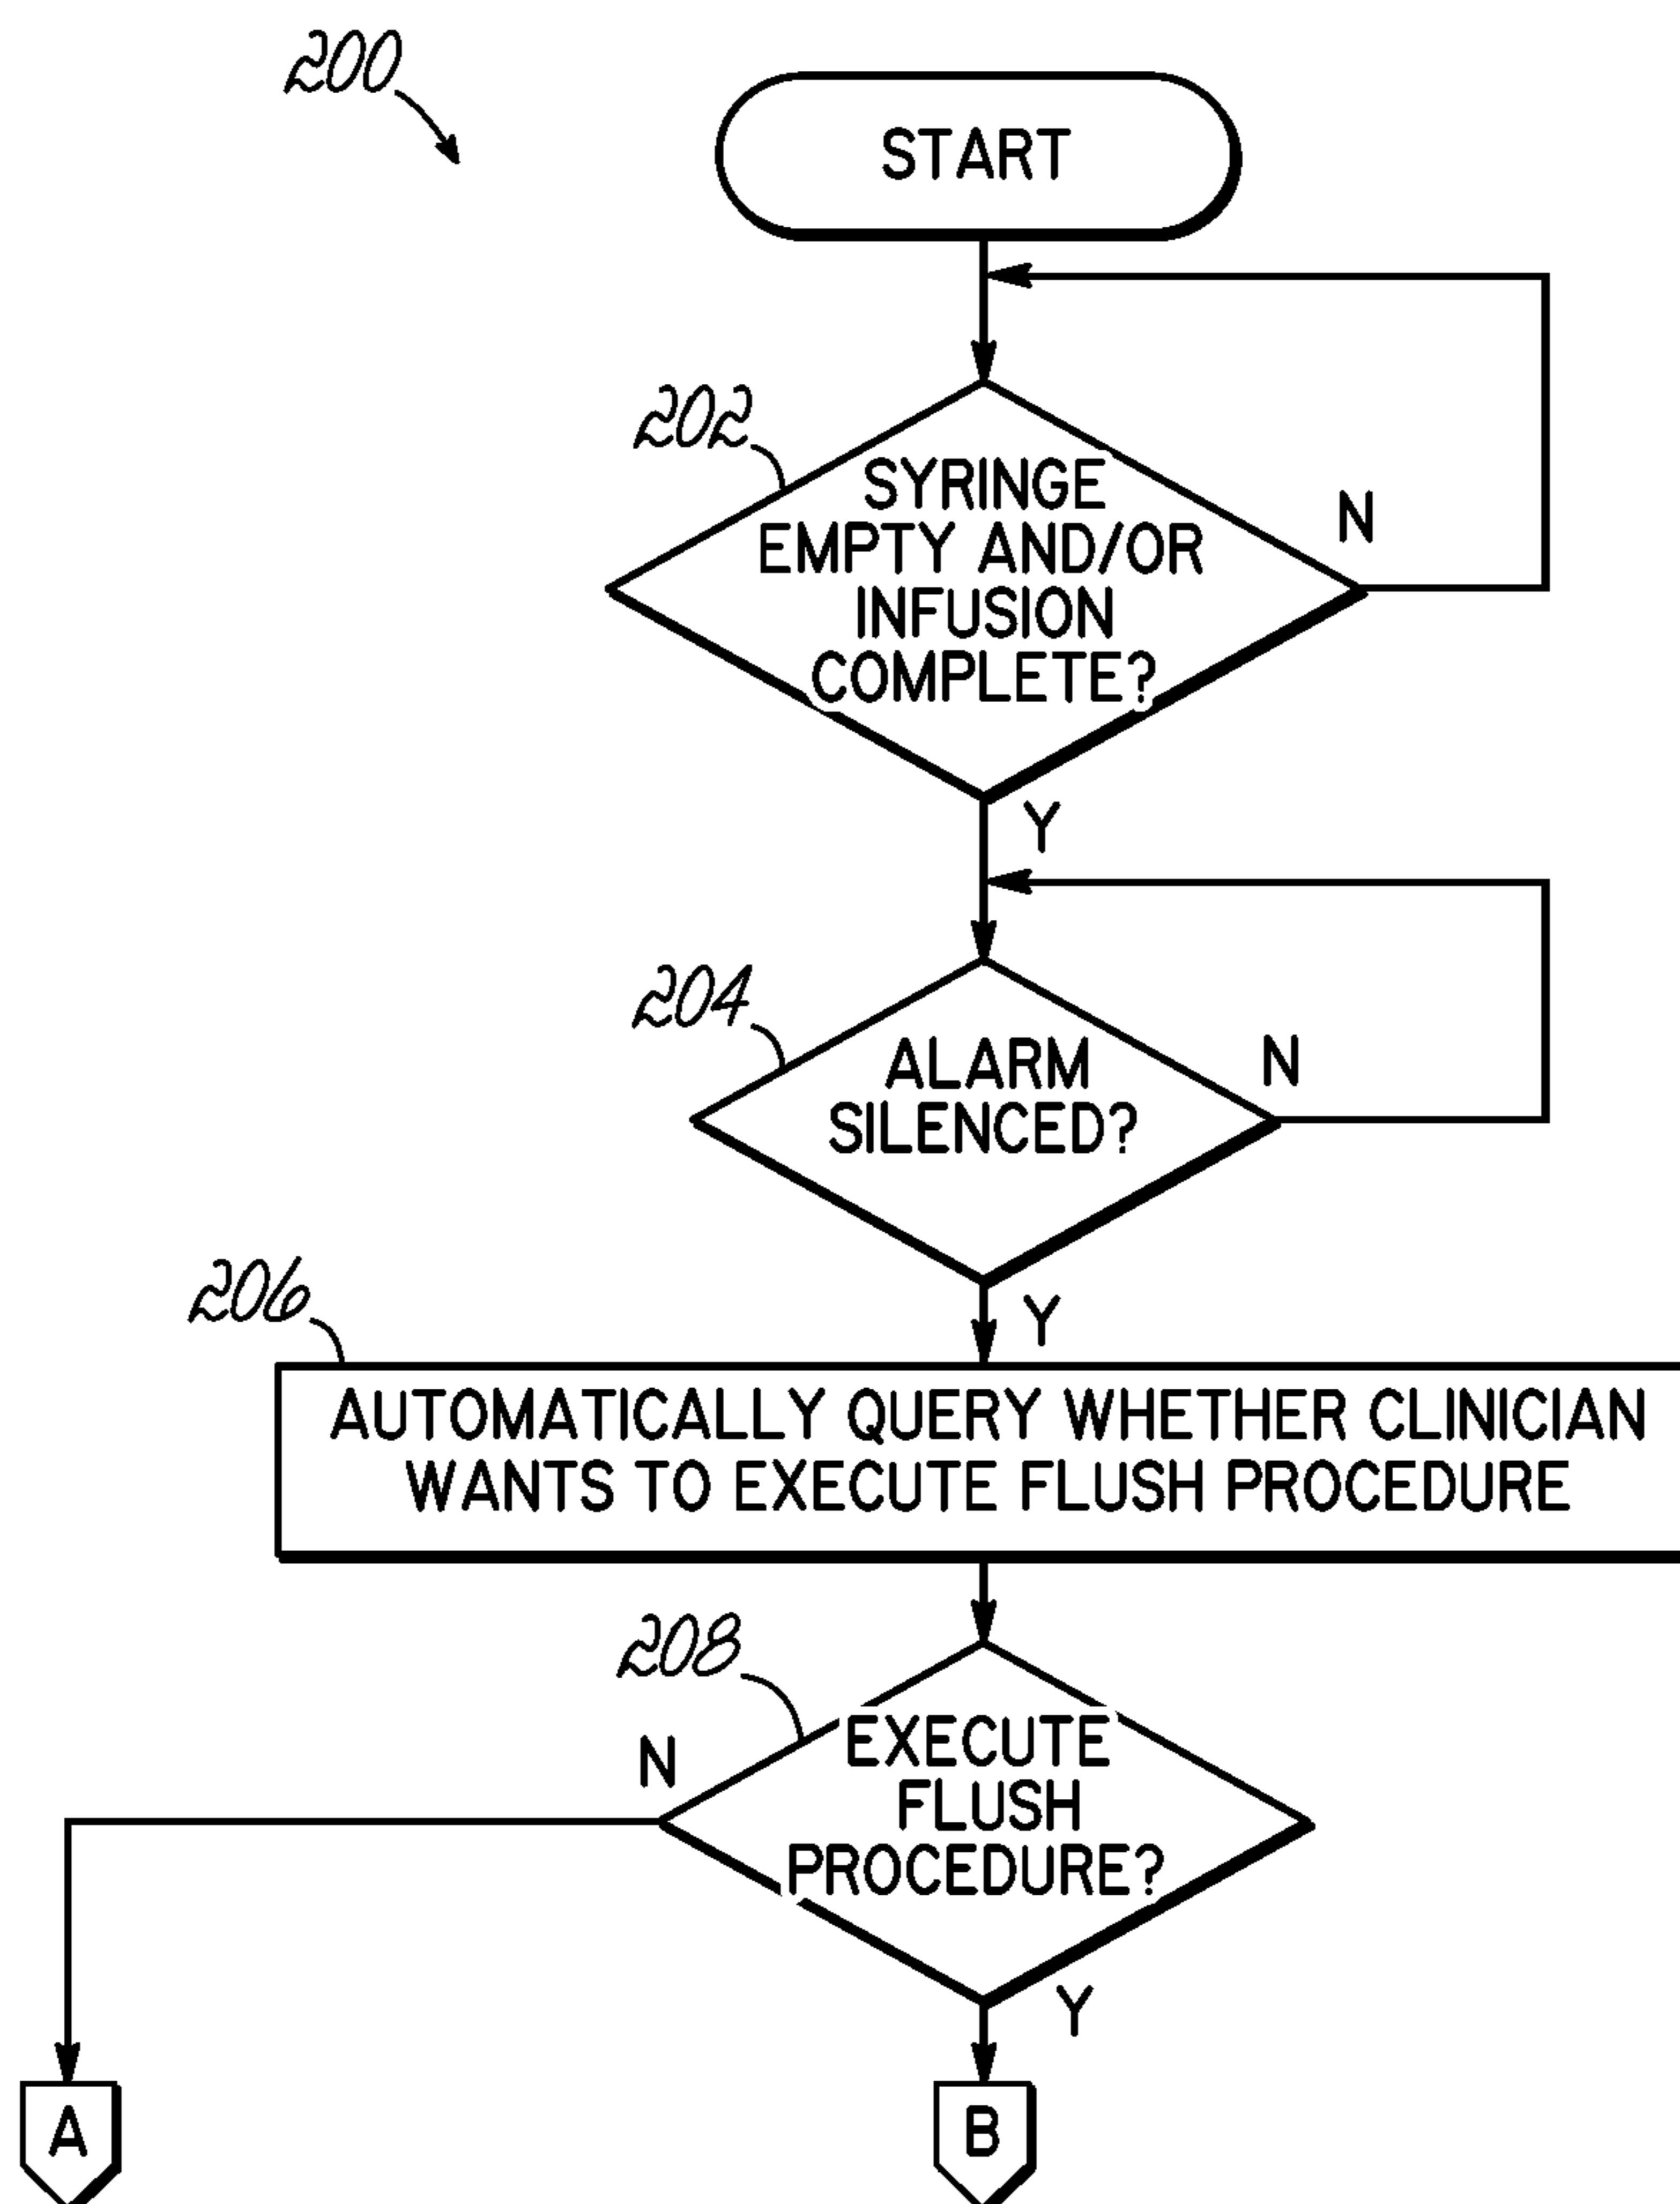 200
START
202
SYRINGE
EMPTY AND/OR
INFUSION
COMPLETE?
N
Y
204
ALARM
SILENCED?
N
Y
206
AUTOMATICALLY QUERY WHETHER CLINICIAN
WANTS TO EXECUTE FLUSH PROCEDURE
208
N
EXECUTE
FLUSH
PROCEDURE?
Y
A
B